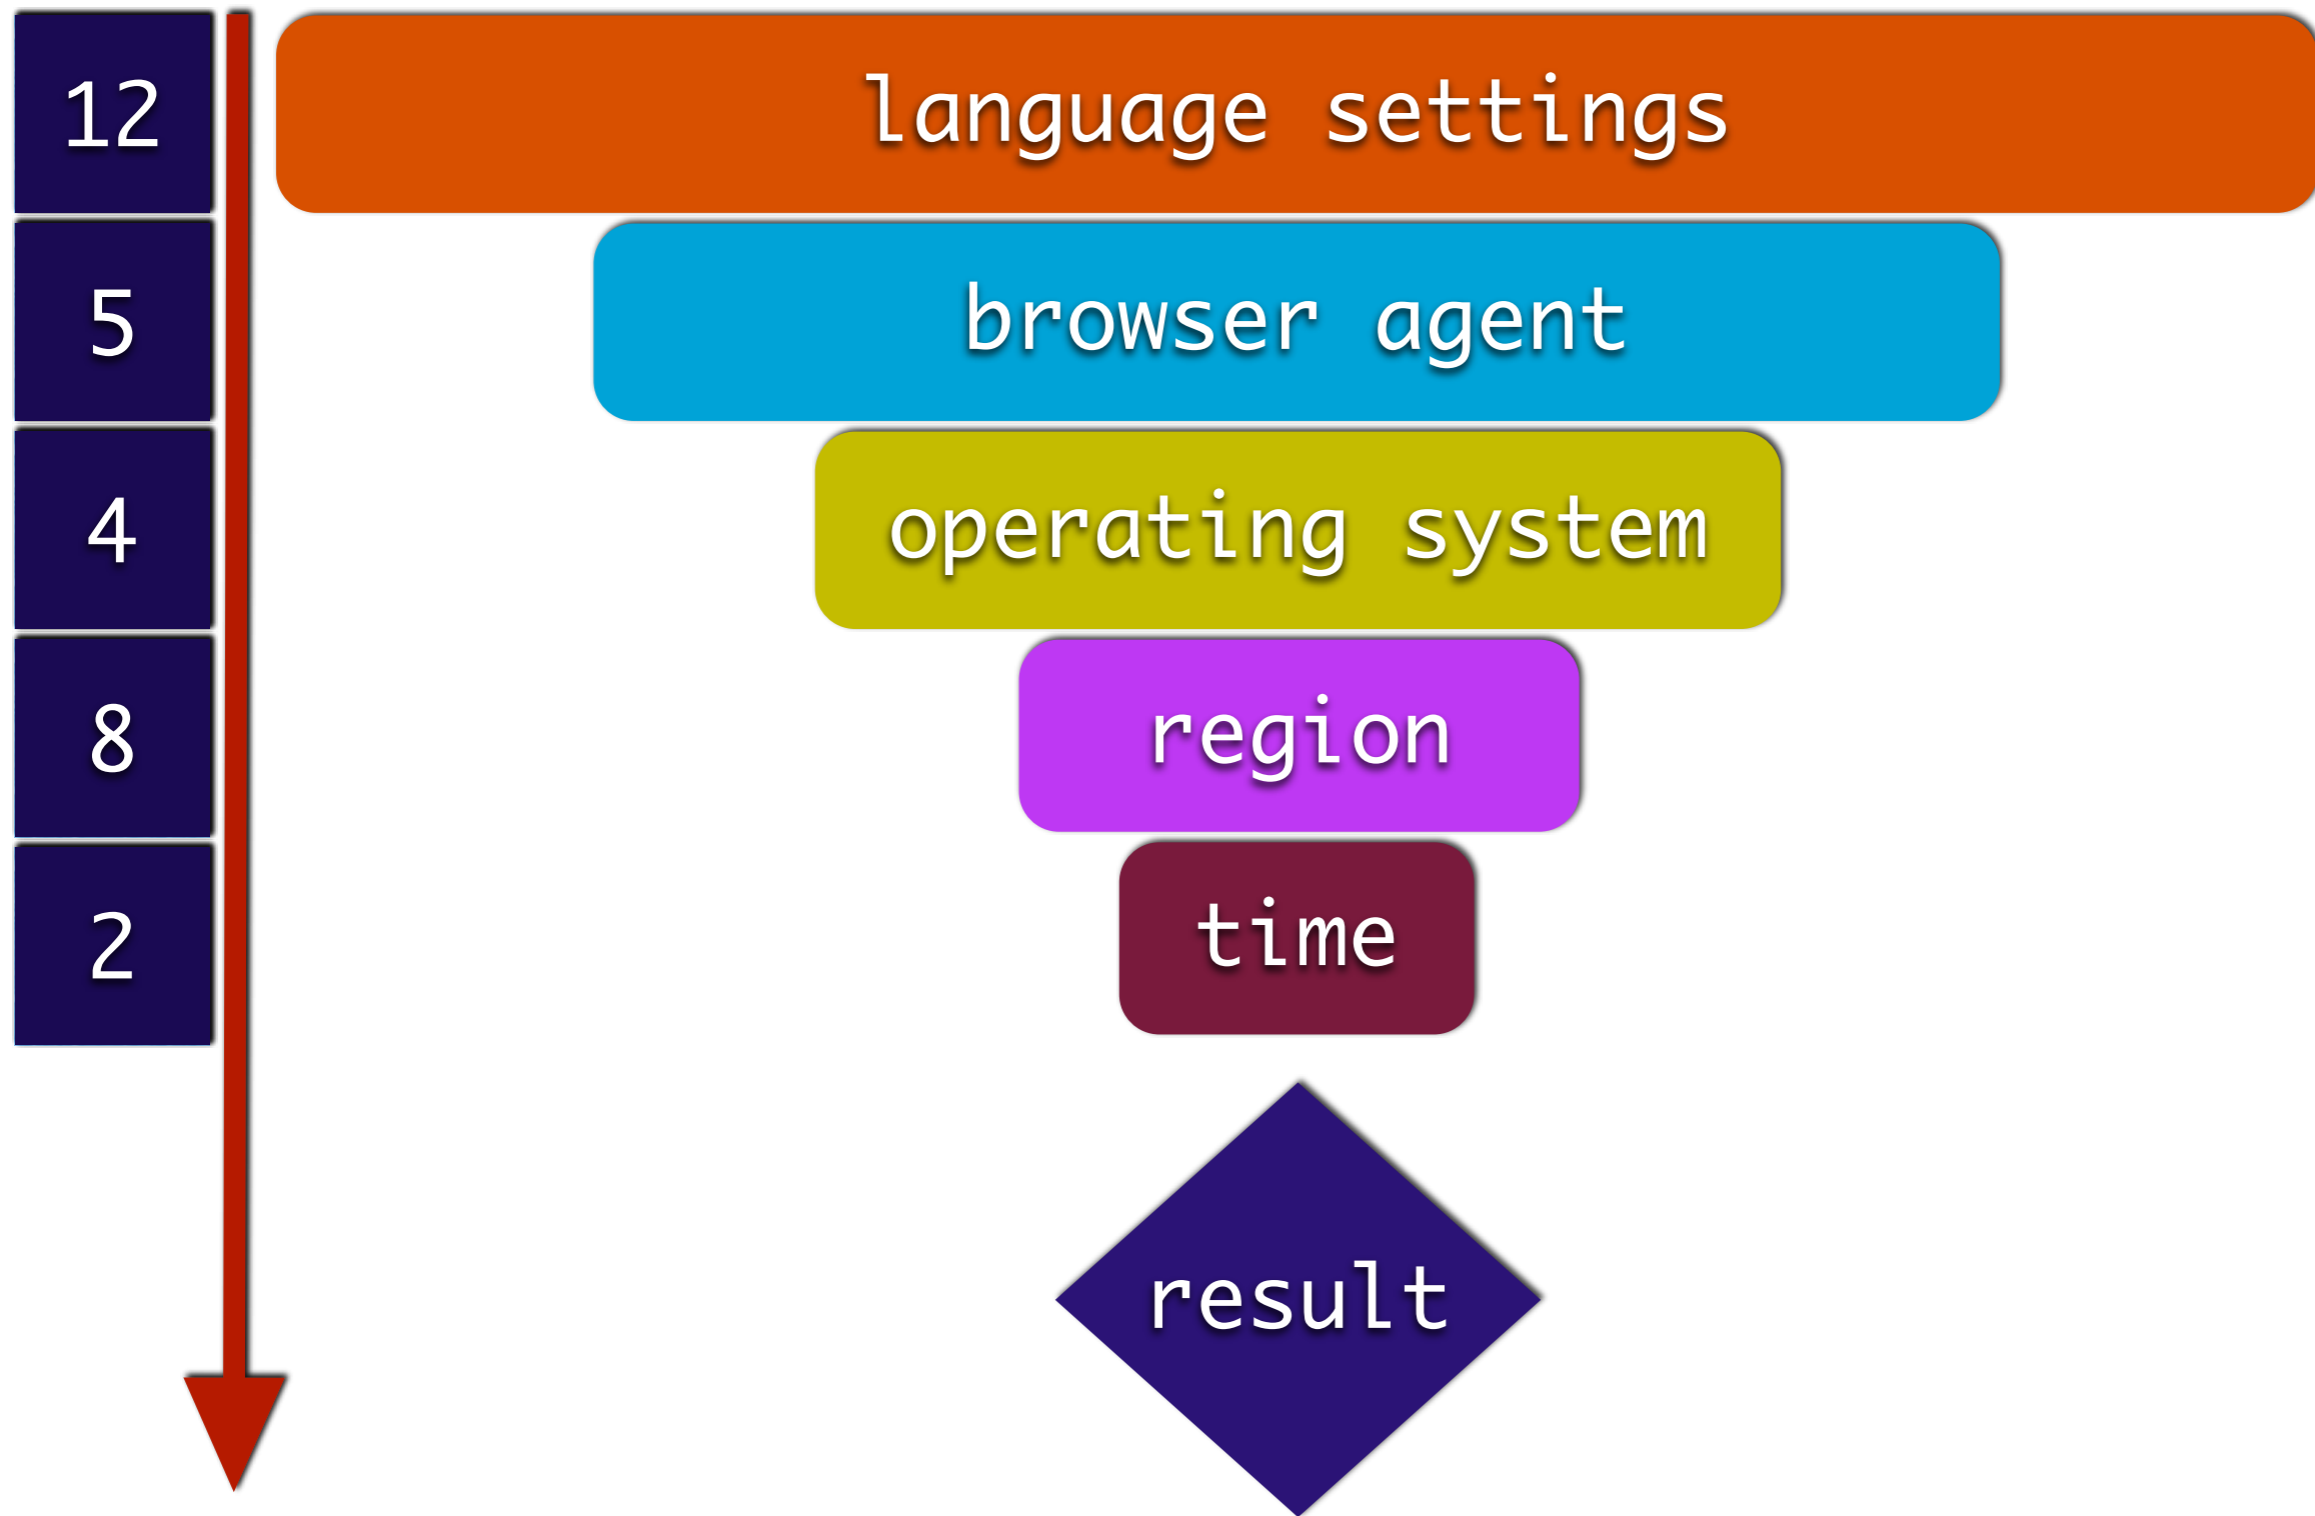 12
language settings
5
browser agent
4
operating system
8
region
2
time
result